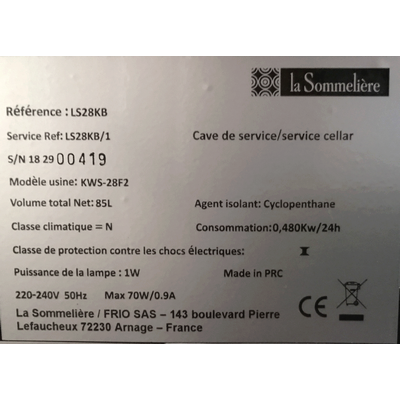 la Sommelière
Référence : LS28KB
Service Ref: LS28KB/1
Cave de service/service cellar
S/N 18 29 00419
Modèle usine: KWS-28F2
Volume total Net: 85L
Agent isolant: Cyclopenthane
Classe climatique = N
Consommation: 0,480Kw/24h
Classe de protection contre les chocs électriques: I
Puissance de la lampe : 1W
Made in PRC
220-240V 50Hz Max 70W/0.9A
La Sommelière / FRIO SAS – 143 boulevard Pierre
Lefaucheux 72230 Arnage – France
CE